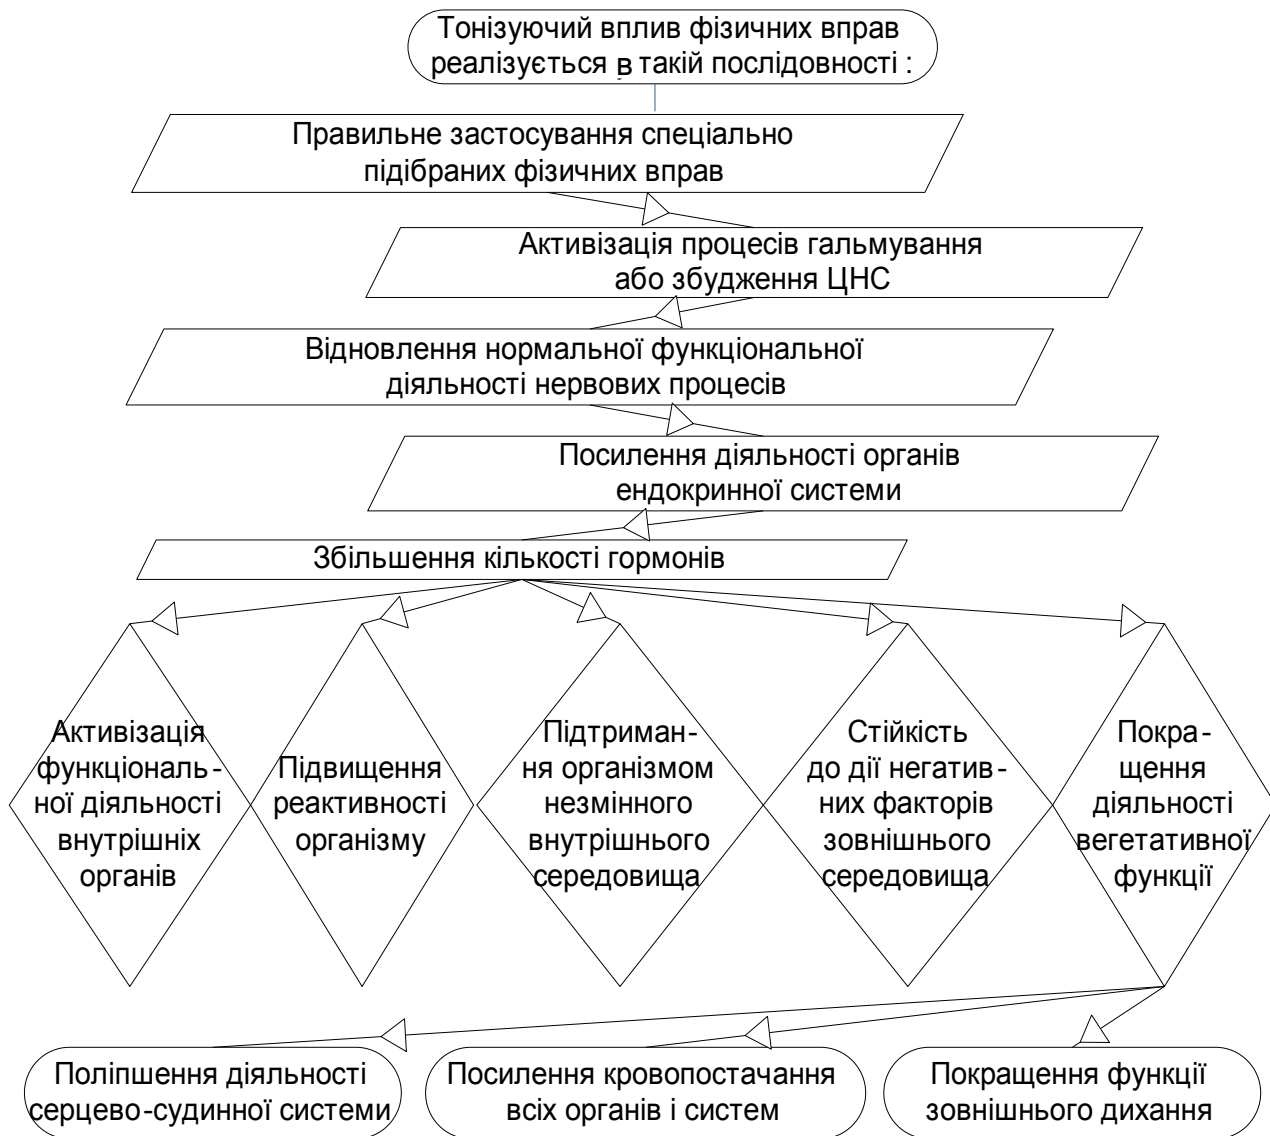 Тонізуючий вплив фізичних вправ
реалізується в такій послідовності :
Правильне застосування спеціально
підібраних фізичних вправ
Активізація процесів гальмування
або збудження ЦНС
Відновлення нормальної функціональної
діяльності нервових процесів
Посилення діяльності органів
ендокринної системи
Збільшення кількості гормонів
Активізація
функціональ-
ної діяльності
внутрішніх
органів
Підвищення
реактивності
організму
Підтриман-
ня організмом
незмінного
внутрішнього
середовища
Стійкість
до дії негатив-
них факторів
зовнішнього
середовища
Покра-
щення
діяльності
вегетативної
функції
Поліпшення діяльності
серцево-судинної системи
Посилення кровопостачання
всіх органів і систем
Покращення функції
зовнішнього дихання